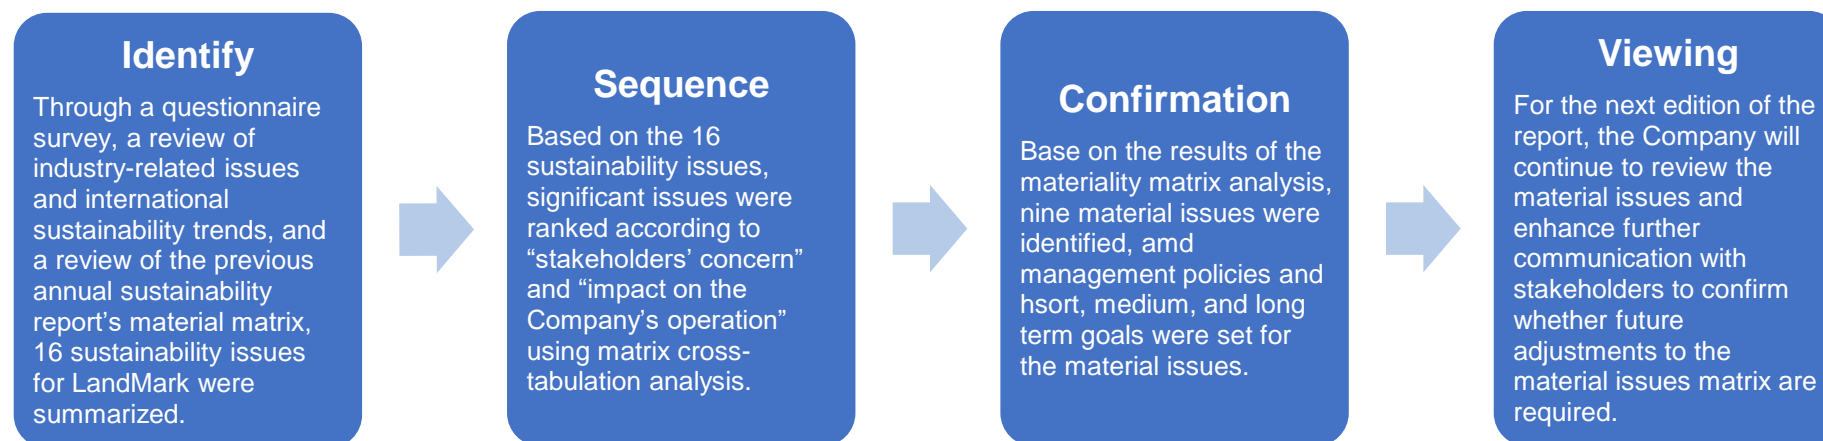 Identify
Through a questionnaire
survey, a review of
industry-related issues
and international
sustainability trends, and
a review of the previous
annual sustainability
report's material matrix,
16 sustainability issues
for LandMark were
summarized.
Sequence
Based on the 16
sustainability issues,
significant issues were
ranked according to
“stakeholders’ concern”
and “impact on the
Company’s operation”
using matrix cross-
tabulation analysis.
Confirmation
Base on the results of the
materiality matrix analysis,
nine material issues were
identified, amd
management policies and
hsort, medium, and long
term goals were set for
the material issues.
Viewing
For the next edition of the
report, the Company will
continue to review the
material issues and
enhance further
communication with
stakeholders to confirm
whether future
adjustments to the
material issues matrix are
required.